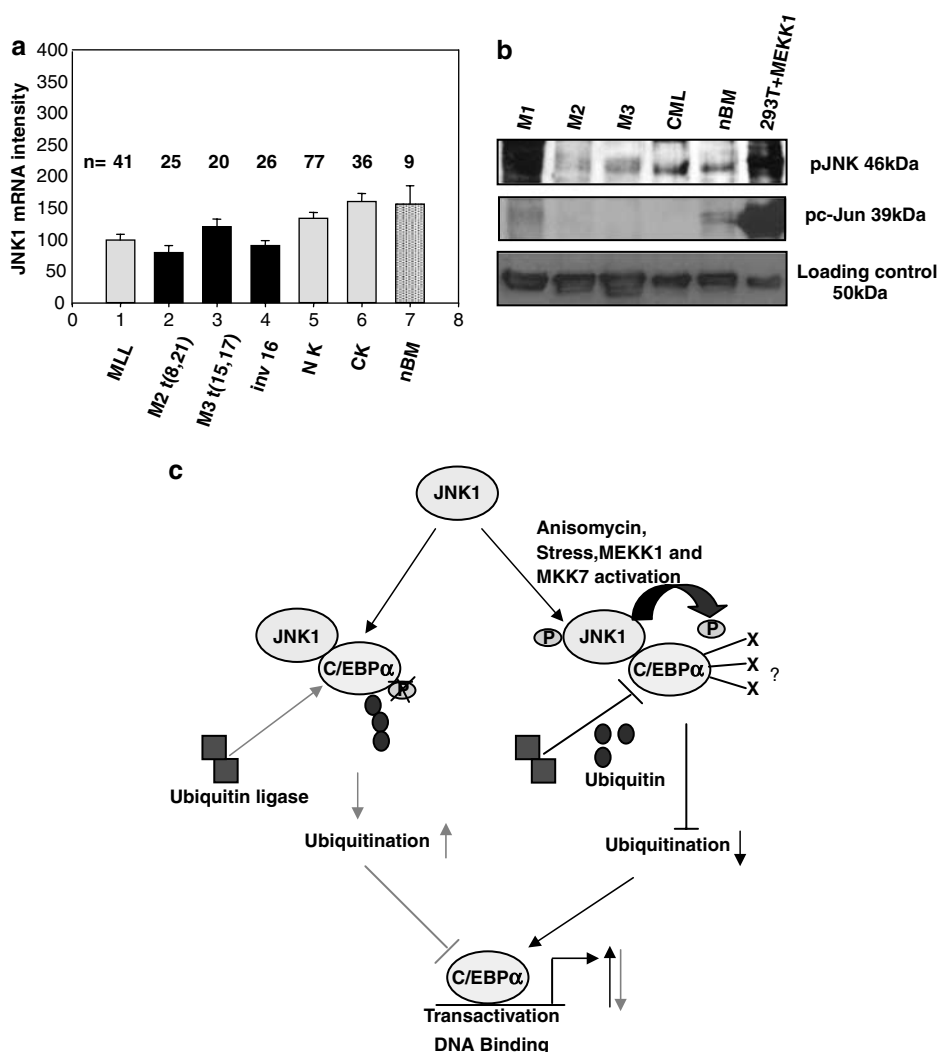 a
JNK1 mRNA intensity
400
350
300
250
200
150
100
50
0
n= 41 25 20 26 77 36 9
0 1 2 3 4 5 6 7 8
MLL
M2 t(8,21)
M3 t(15,17)
inv 16
N K
CK
nBM
b
M1
M2
M3
CML
nBM
293T+MEKK1
pJNK 46kDa
pc-Jun 39kDa
Loading control
50kDa
c
JNK1
Anisomycin,
Stress,MEKK1 and
MKK7 activation
JNK1
C/EBPα
P
P
JNK1
P
C/EBPα
X
X
X
?
Ubiquitin ligase
Ubiquitin
Ubiquitination
Ubiquitination
C/EBPα
Transactivation
DNA Binding